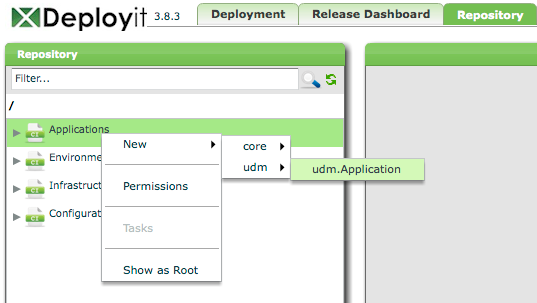 Deployit 3.8.3
Deployment
Release Dashboard
Repository
Repository
Filter...
/
Applications
New
core
Environme
udm
udm.Application
Infrastruct
Permissions
Configurat
Tasks
Show as Root